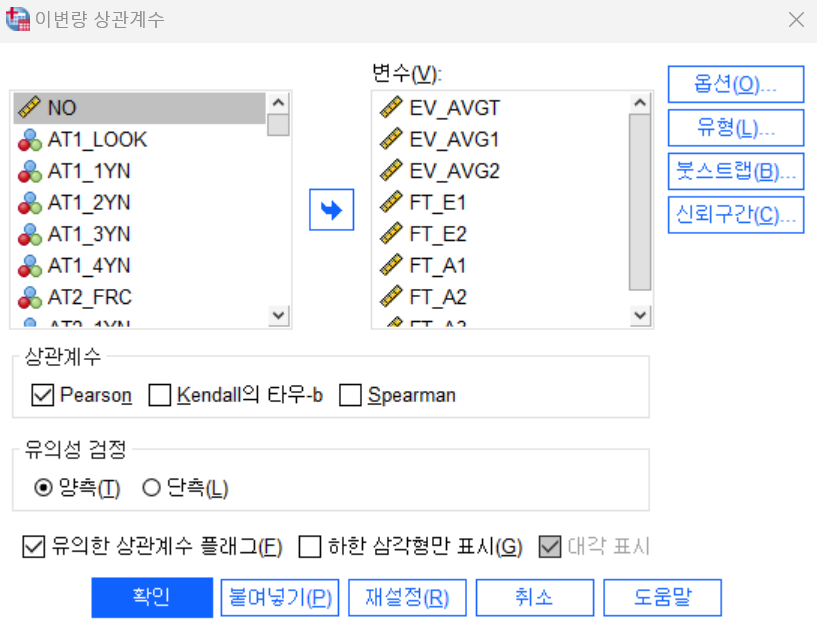 이변량 상관계수
변수(V):
NO
AT1_LOOK
AT1_1YN
AT1_2YN
AT1_3YN
AT1_4YN
AT2_FRC
AT2_1YN
EV_AVGT
EV_AVG1
EV_AVG2
FT_E1
FT_E2
FT_A1
FT_A2
FT_A3
옵션(O)...
유형(L)...
붓스트랩(B)...
신뢰구간(C)...
상관계수
Pearson Kendall의 타우-b Spearman
유의성 검정
양측(T) 단측(L)
유의한 상관계수 플래그(F) 하한 삼각형만 표시(G) 대각 표시
확인 붙여넣기(P) 재설정(R) 취소 도움말